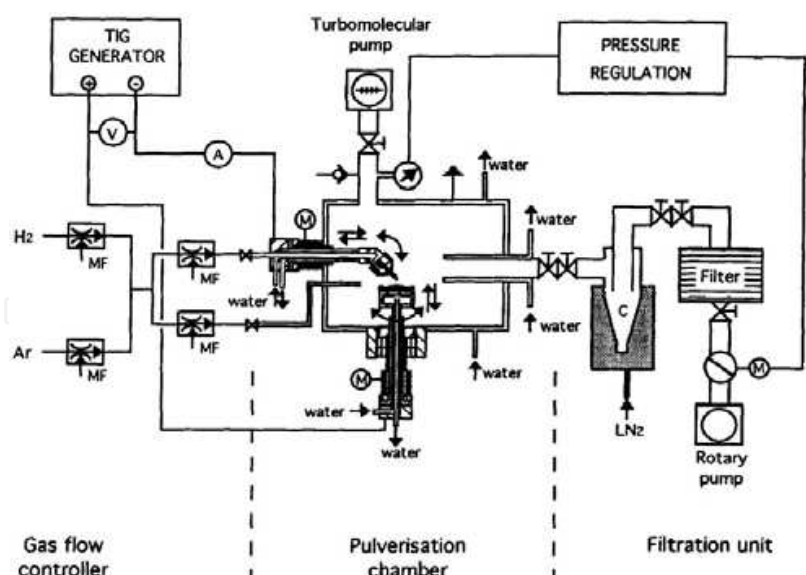 TIG
GENERATOR
+
-
V
A
Turbomolecular
pump
PRESSURE
REGULATION
water
water
M
H2
MF
MF
water
Ar
MF
MF
M
water
water
water
water
C
Filter
M
LN2
Rotary
pump
Gas flow
controller
Pulverisation
chamber
Filtration unit